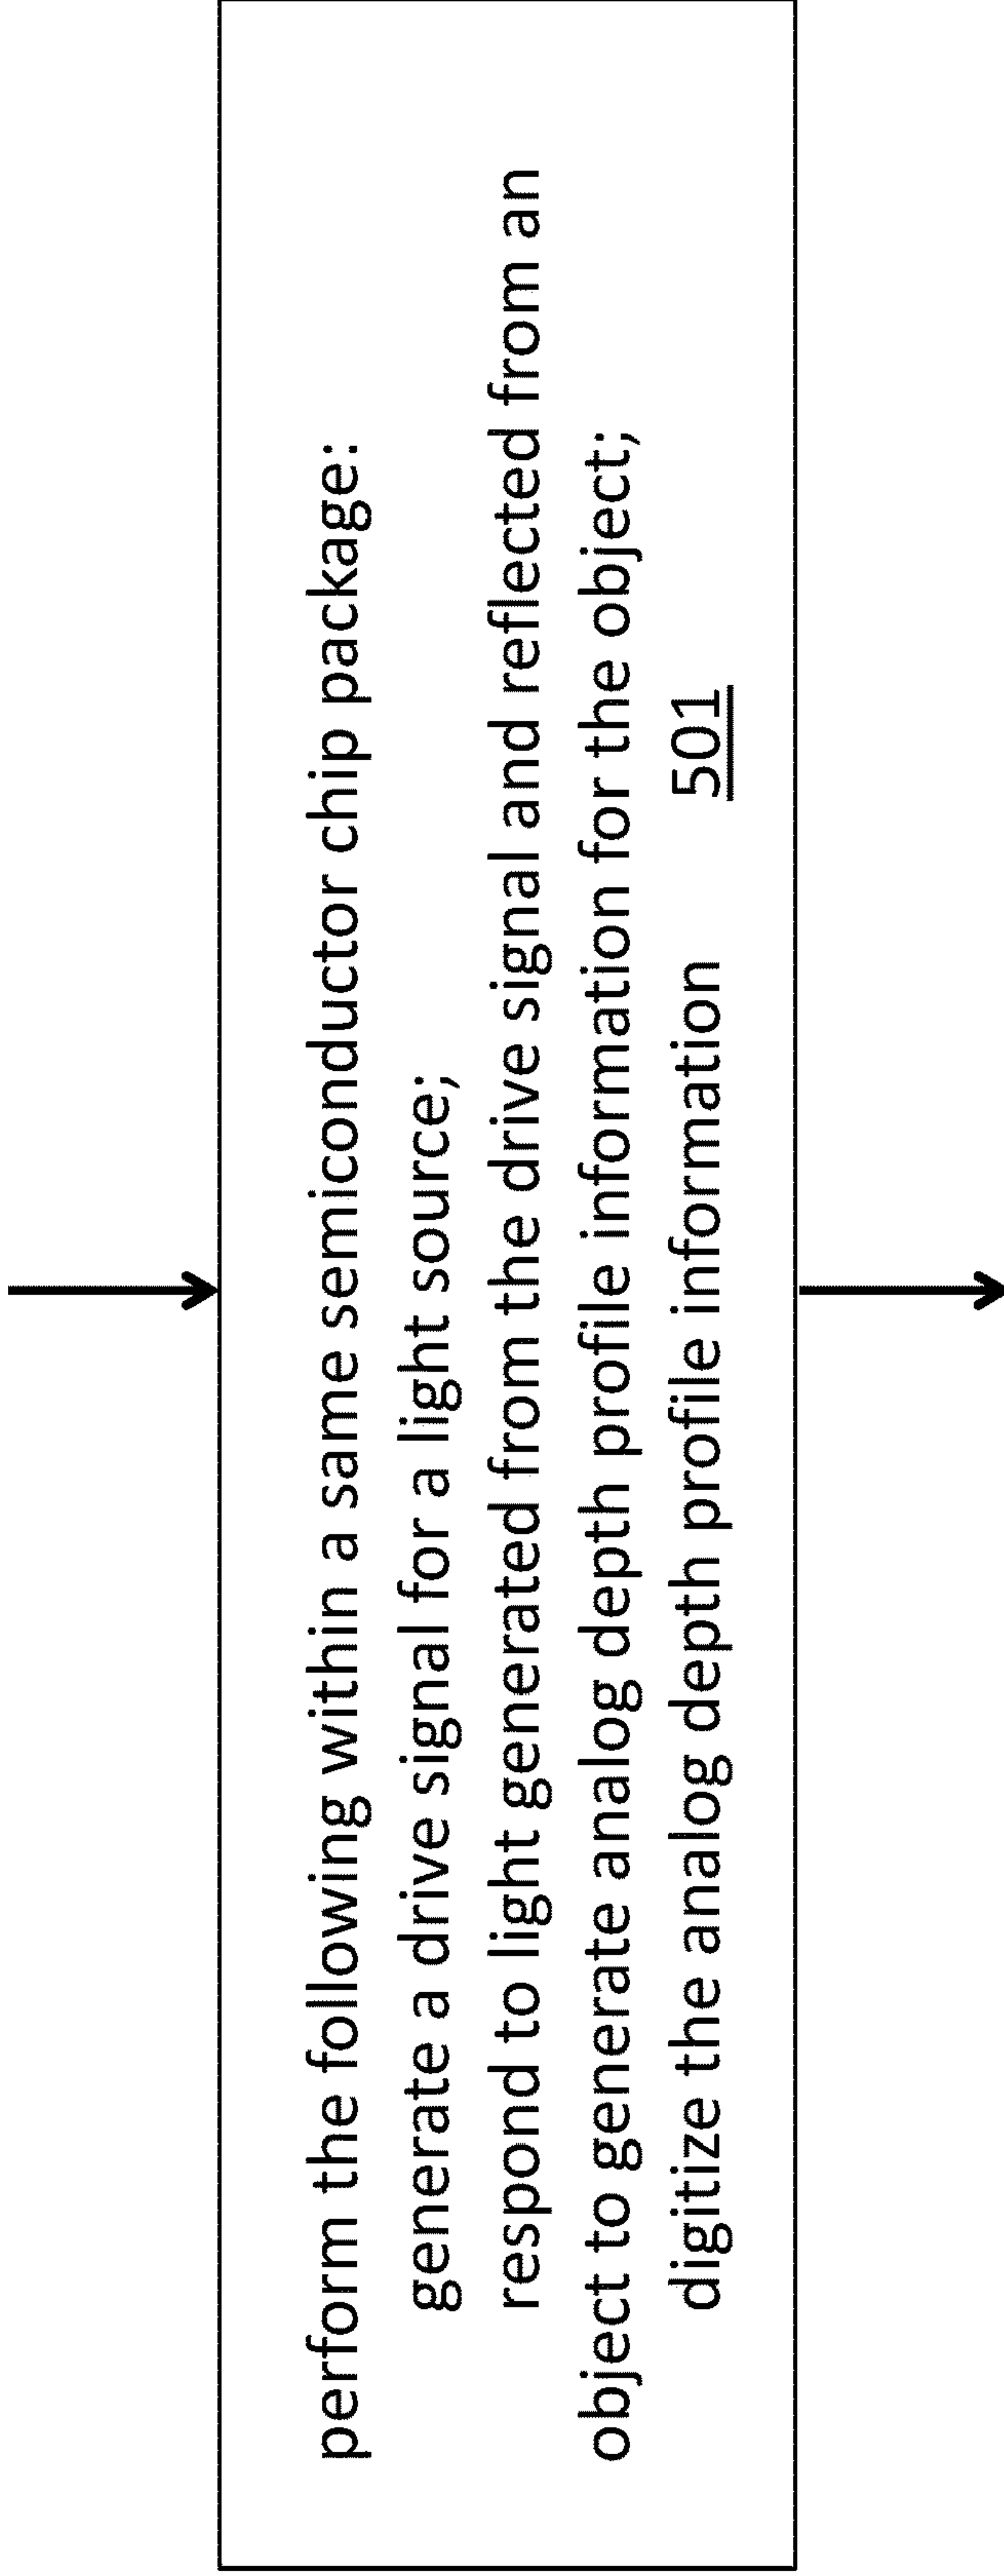 perform the following within a same semiconductor chip package:
generate a drive signal for a light source;
respond to light generated from the drive signal and reflected from an
object to generate analog depth profile information for the object;
digitize the analog depth profile information 501